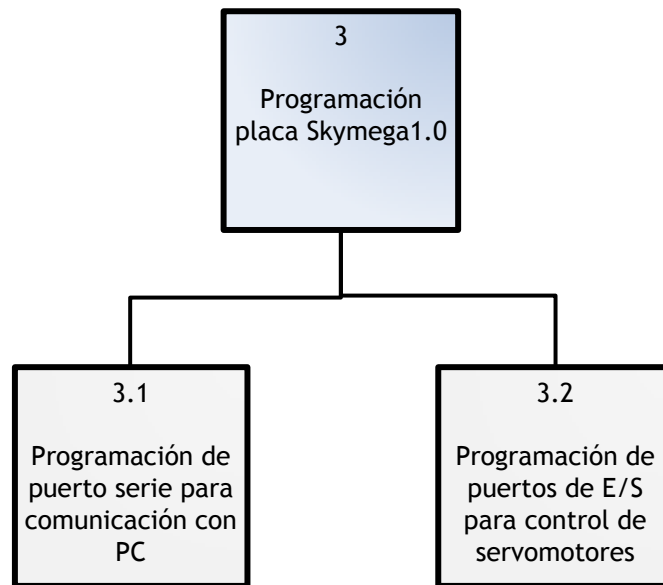 3
Programación
placa Skymega1.0
3.1
Programación de
puerto serie para
comunicación con
PC
3.2
Programación de
puertos de E/S
para control de
servomotores